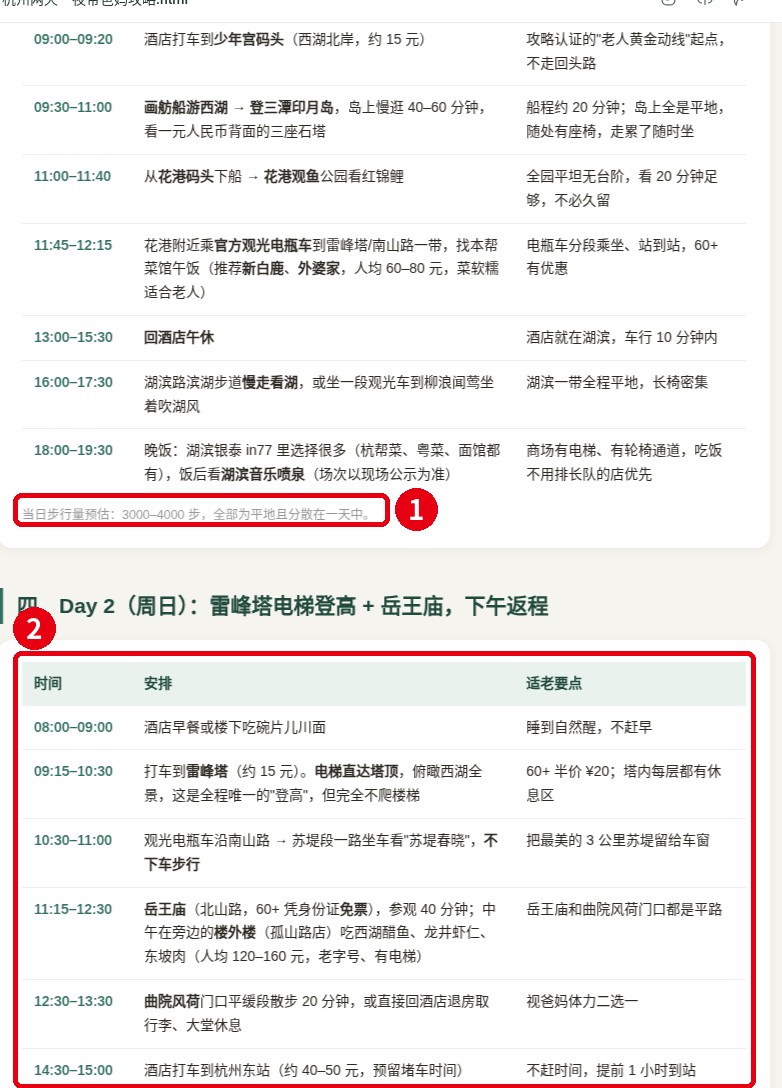 杭州两天一夜带爸妈攻略.html
09:00–09:20 酒店打车到少年宫码头（西湖北岸，约 15 元） 攻略认证的"老人黄金动线"起点，
不走回头路
09:30–11:00 画舫船游西湖 → 登三潭印月岛，岛上慢逛 40–60 分钟， 船程约 20 分钟；岛上全是平地，
看一元人民币背面的三座石塔 随处有座椅，走累了随时坐
11:00–11:40 从花港码头下船 → 花港观鱼公园看红锦鲤 全园平坦无台阶，看 20 分钟足
够，不必久留
11:45–12:15 花港附近乘官方观光电瓶车到雷峰塔/南山路一带，找本帮 电瓶车分段乘坐、站到站，60+
菜馆午饭（推荐新白鹿、外婆家，人均 60–80 元，菜软糯 有优惠
适合老人）
13:00–15:30 回酒店午休 酒店就在湖滨，车行 10 分钟内
16:00–17:30 湖滨路滨湖步道慢走看湖，或坐一段观光车到柳浪闻莺坐 湖滨一带全程平地，长椅密集
着吹湖风
18:00–19:30 晚饭：湖滨银泰 in77 里选择很多（杭帮菜、粤菜、面馆都 商场有电梯、有轮椅通道，吃饭
有），饭后看湖滨音乐喷泉（场次以现场公示为准） 不用排长队的店优先
当日步行量预估：3000–4000 步，全部为平地且分散在一天中。
1
四、Day 2（周日）：雷峰塔电梯登高 + 岳王庙，下午返程
2
时间 安排 适老要点
08:00–09:00 酒店早餐或楼下吃碗片儿川面 睡到自然醒，不赶早
09:15–10:30 打车到雷峰塔（约 15 元）。电梯直达塔顶，俯瞰西湖全 60+ 半价 ¥20；塔内每层都有休
景，这是全程唯一的"登高"，但完全不爬楼梯 息区
10:30–11:00 观光电瓶车沿南山路 → 苏堤段一路坐车看"苏堤春晓"，不 把最美的 3 公里苏堤留给车窗
下车步行
11:15–12:30 岳王庙（北山路，60+ 凭身份证免票），参观 40 分钟；中 岳王庙和曲院风荷门口都是平路
午在旁边的楼外楼（孤山路店）吃西湖醋鱼、龙井虾仁、
东坡肉（人均 120–160 元，老字号、有电梯）
12:30–13:30 曲院风荷门口平缓段散步 20 分钟，或直接回酒店退房取 视爸妈体力二选一
行李、大堂休息
14:30–15:00 酒店打车到杭州东站（约 40–50 元，预留堵车时间） 不赶时间，提前 1 小时到站